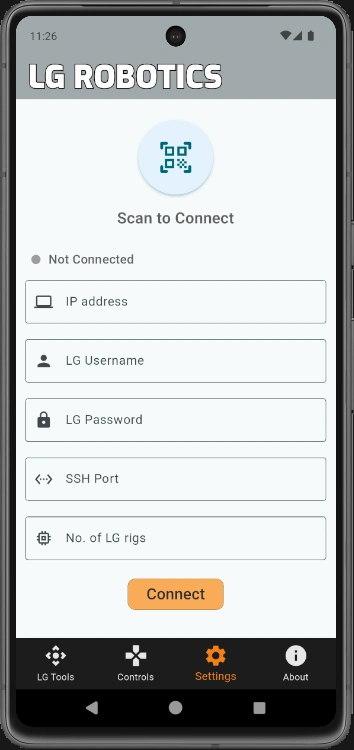 11:26
LG ROBOTICS
Scan to Connect
Not Connected
IP address
LG Username
LG Password
SSH Port
No. of LG rigs
Connect
LG Tools
Controls
Settings
About